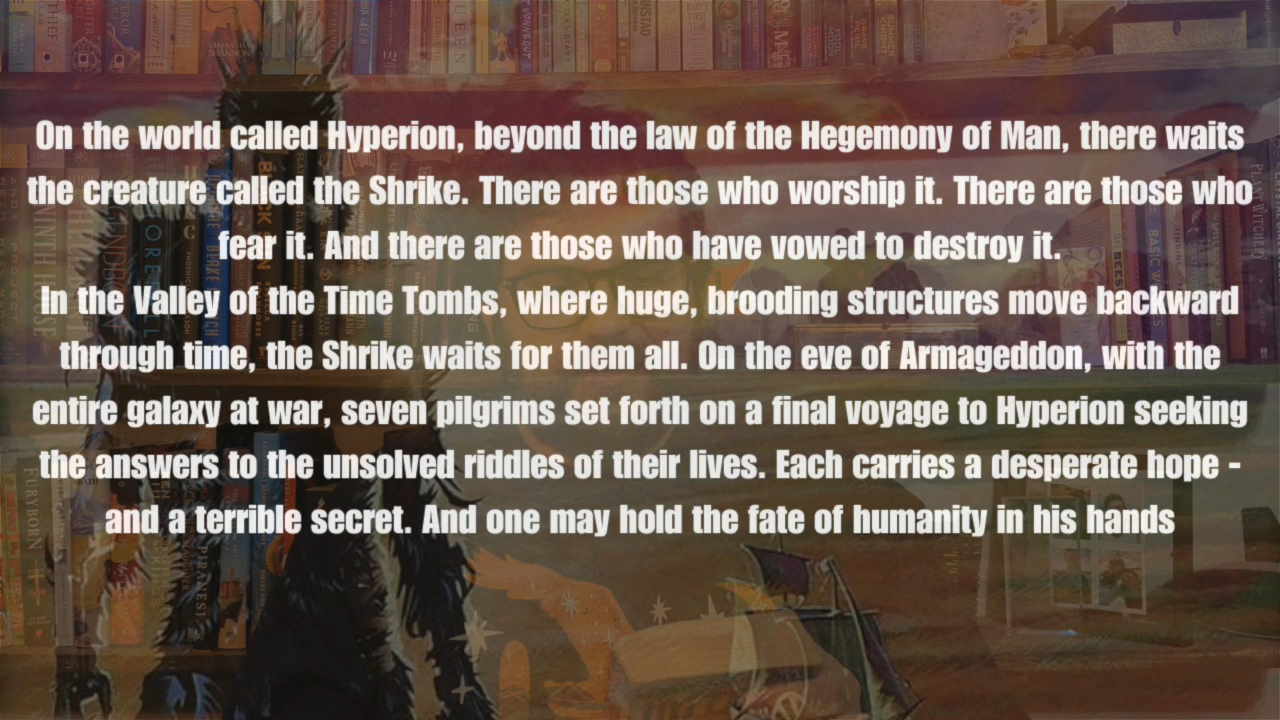 On the world called Hyperion, beyond the law of the Hegemony of Man, there waits
the creature called the Shrike. There are those who worship it. There are those who
fear it. And there are those who have vowed to destroy it.
In the Valley of the Time Tombs, where huge, brooding structures move backward
through time, the Shrike waits for them all. On the eve of Armageddon, with the
entire galaxy at war, seven pilgrims set forth on a final voyage to Hyperion seeking
the answers to the unsolved riddles of their lives. Each carries a desperate hope -
and a terrible secret. And one may hold the fate of humanity in his hands
NINTH HOUSE
FURYBORN
PIRANESI